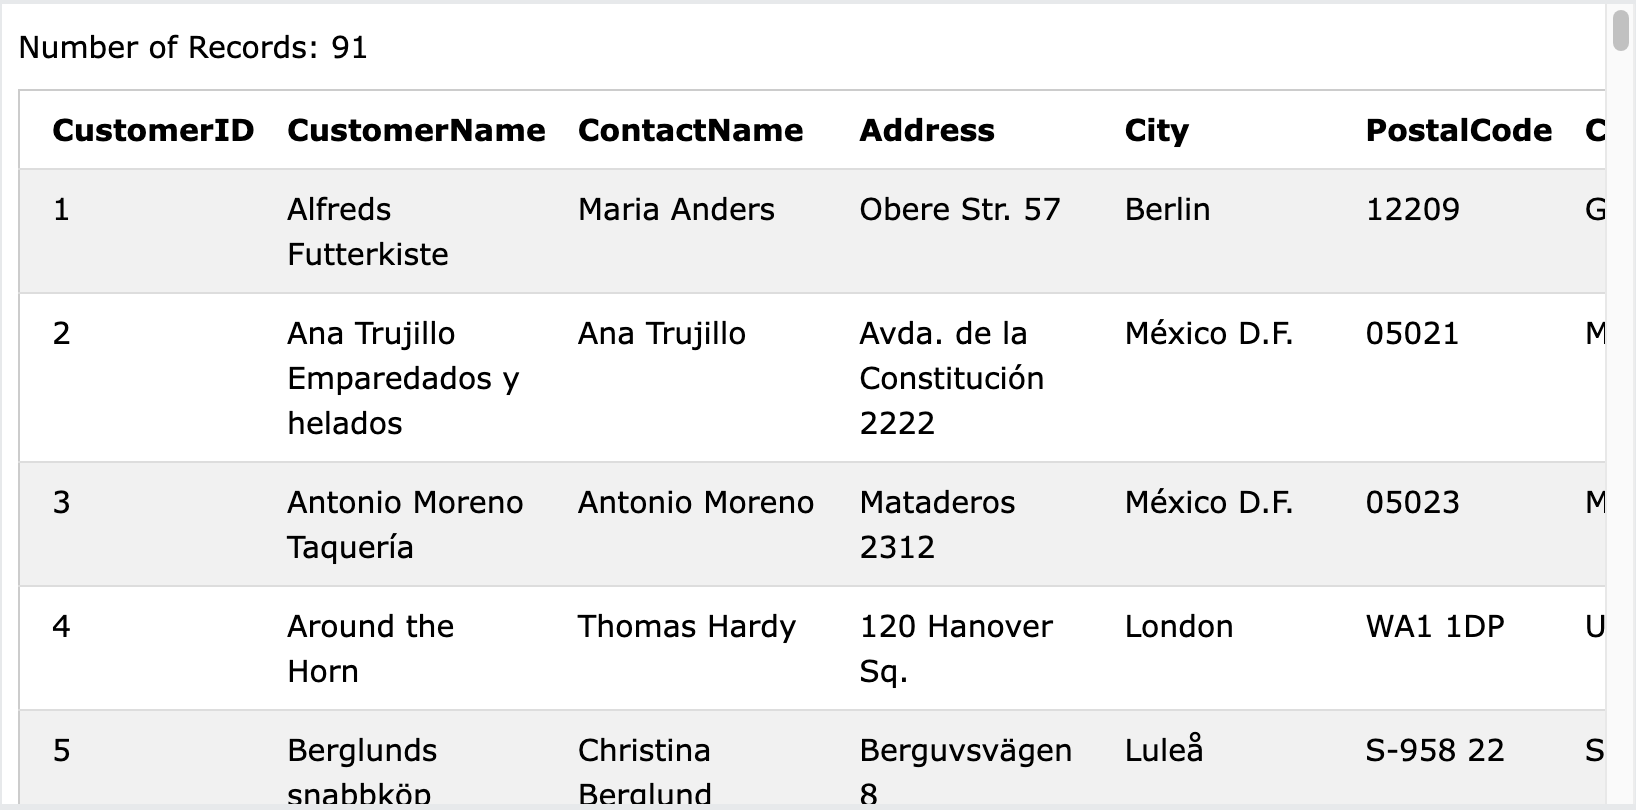 Number of Records: 91
CustomerID CustomerName ContactName Address City PostalCode C
1 Alfreds Futterkiste Maria Anders Obere Str. 57 Berlin 12209 G
2 Ana Trujillo Emparedados y helados Ana Trujillo Avda. de la Constitución 2222 México D.F. 05021 M
3 Antonio Moreno Taquería Antonio Moreno Mataderos 2312 México D.F. 05023 M
4 Around the Horn Thomas Hardy 120 Hanover Sq. London WA1 1DP U
5 Berglunds snabbköp Christina Berglund Berguvsvägen 8 Luleå S-958 22 S